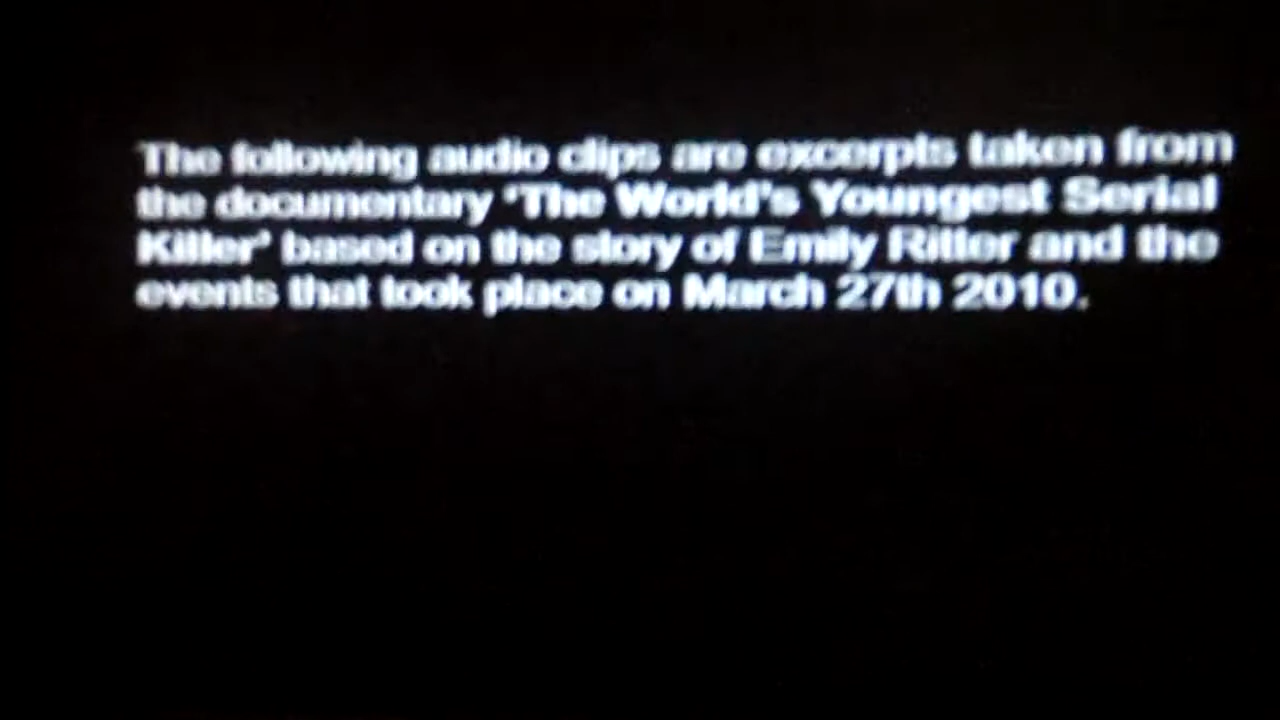 The following audio clips are excerpts taken from
the documentary 'The World's Youngest Serial
Killer' based on the story of Emily Ritter and the
events that took place on March 27th 2010.